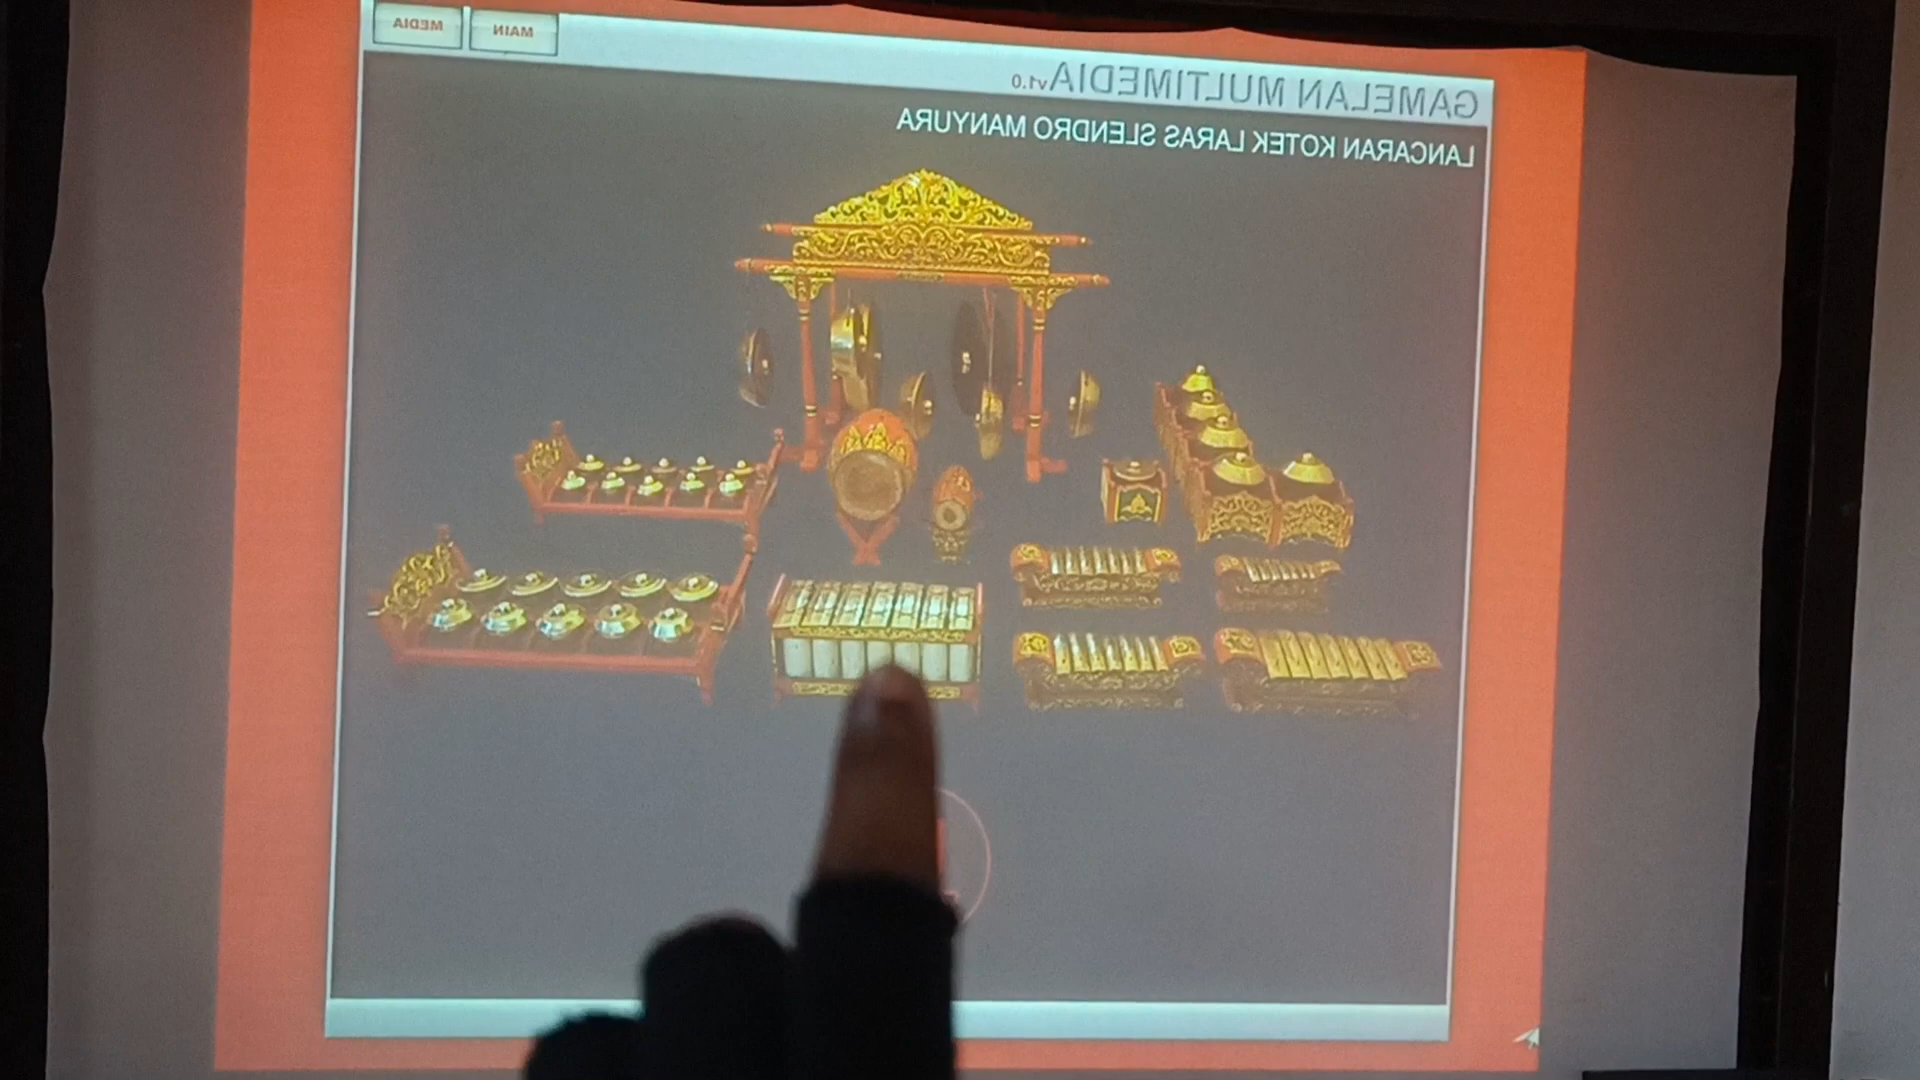 MAIN
MEDIA
GAMELAN MULTIMEDIA v1.0
LANCARAN KOTEK LARAS SLENDRO MANYURA